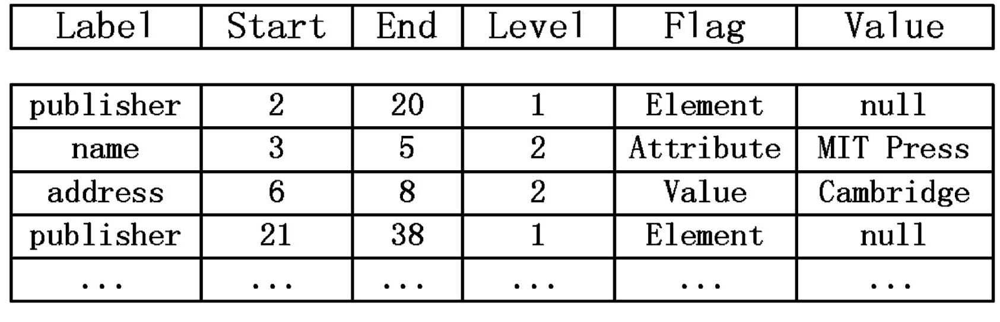 Label Start End Level Flag Value
publisher 2 20 1 Element null
name 3 5 2 Attribute MIT Press
address 6 8 2 Value Cambridge
publisher 21 38 1 Element null
... ... ... ... ... ...